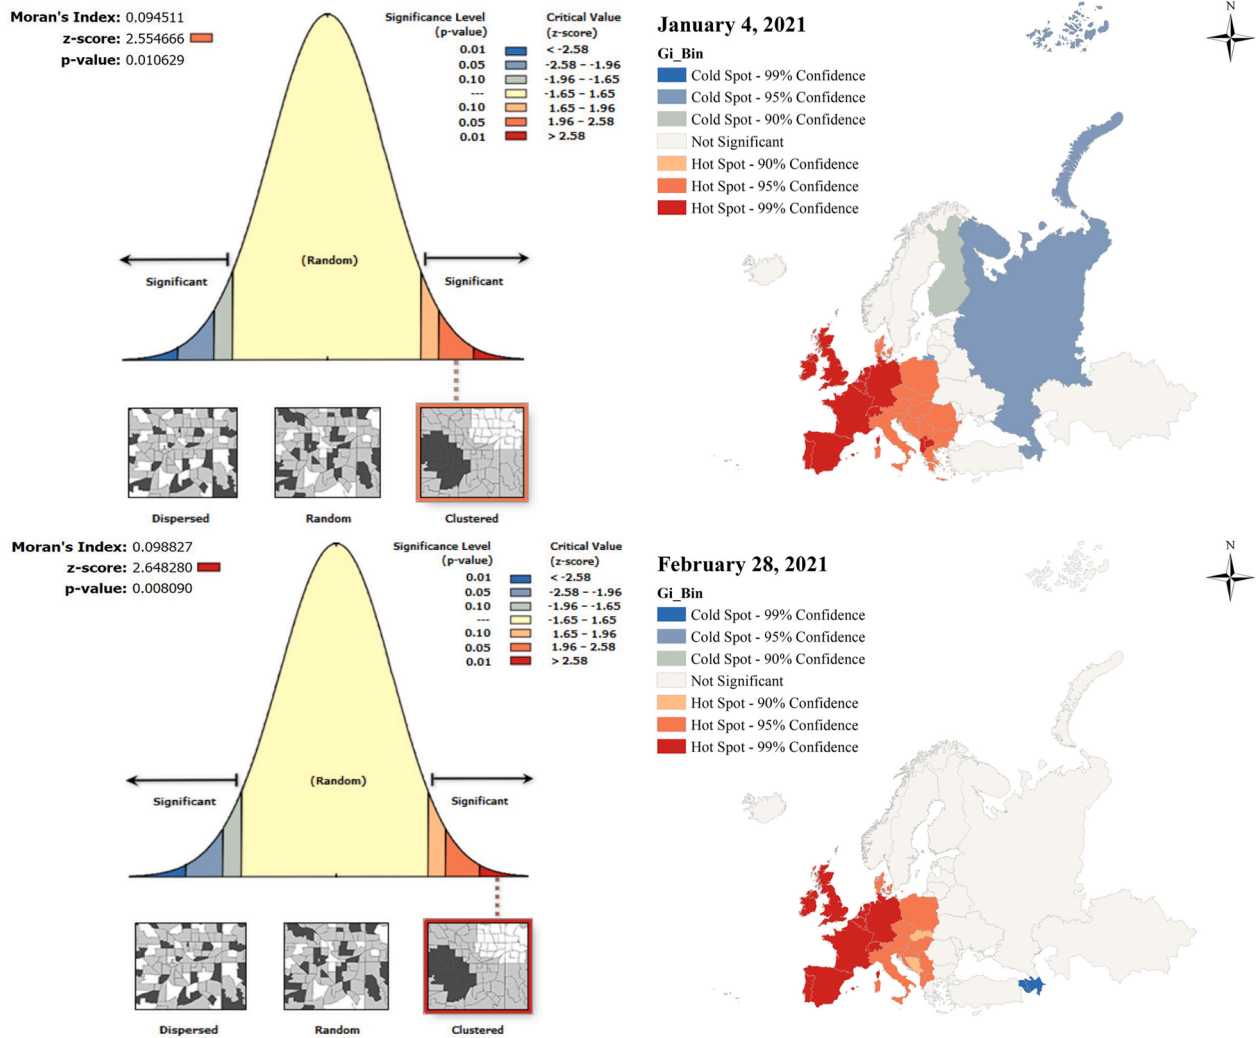 Moran's Index: 0.094511
z-score: 2.554666
p-value: 0.010629
Significance Level
(p-value)
Critical Value
(z-score)
0.01 < -2.58
0.05 -2.58 – -1.96
0.10 -1.96 – -1.65
--- -1.65 – 1.65
0.10 1.65 – 1.96
0.05 1.96 – 2.58
0.01 > 2.58
(Random)
Significant
Significant
Dispersed
Random
Clustered
January 4, 2021
Gi_Bin
Cold Spot - 99% Confidence
Cold Spot - 95% Confidence
Cold Spot - 90% Confidence
Not Significant
Hot Spot - 90% Confidence
Hot Spot - 95% Confidence
Hot Spot - 99% Confidence
N
Moran's Index: 0.098827
z-score: 2.648280
p-value: 0.008090
Significance Level
(p-value)
Critical Value
(z-score)
0.01 < -2.58
0.05 -2.58 – -1.96
0.10 -1.96 – -1.65
--- -1.65 – 1.65
0.10 1.65 – 1.96
0.05 1.96 – 2.58
0.01 > 2.58
(Random)
Significant
Significant
Dispersed
Random
Clustered
February 28, 2021
Gi_Bin
Cold Spot - 99% Confidence
Cold Spot - 95% Confidence
Cold Spot - 90% Confidence
Not Significant
Hot Spot - 90% Confidence
Hot Spot - 95% Confidence
Hot Spot - 99% Confidence
N